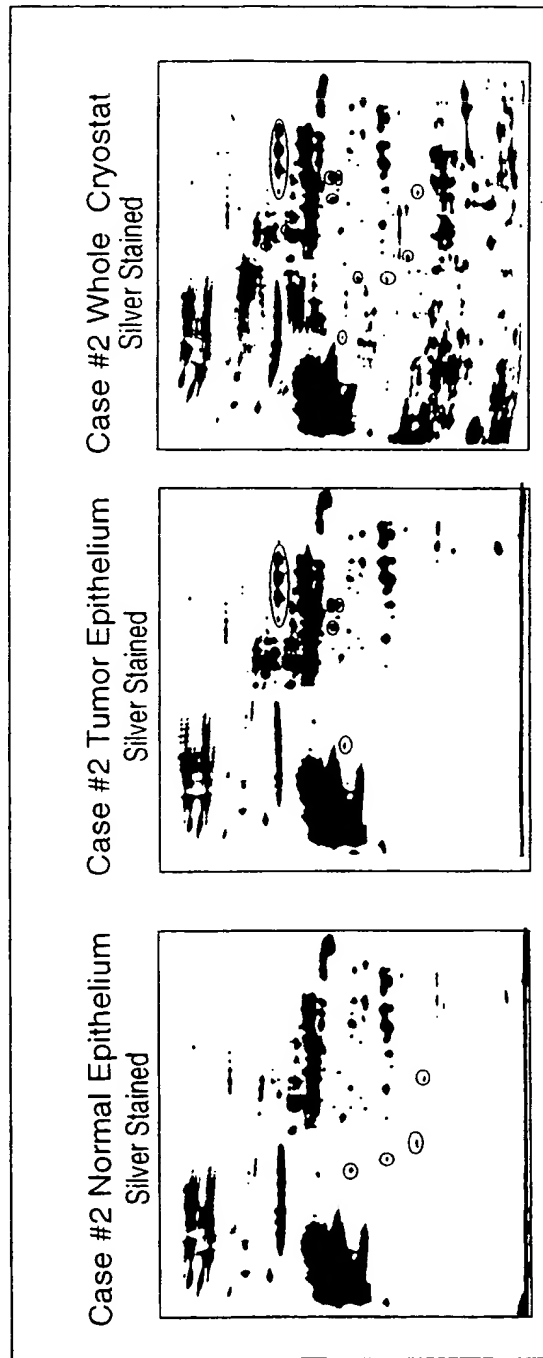 Case #2 Normal Epithelium
Silver Stained
Case #2 Tumor Epithelium
Silver Stained
Case #2 Whole Cryostat
Silver Stained